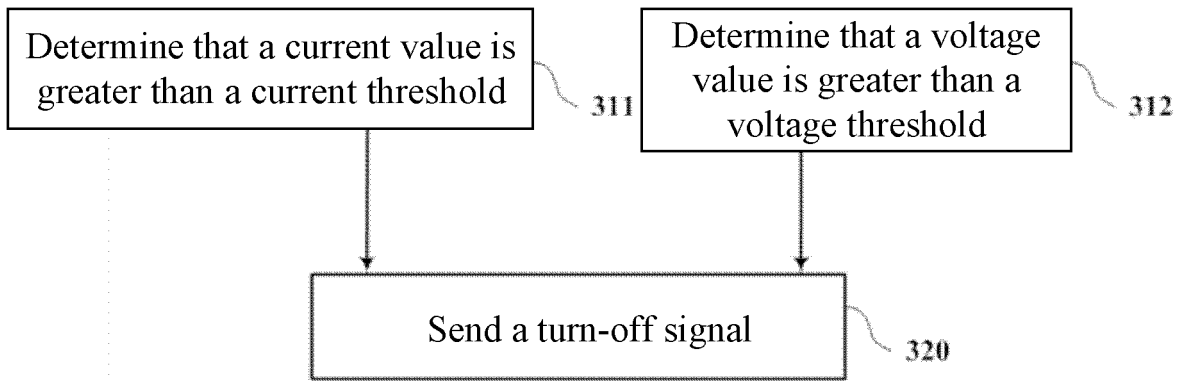 Determine that a current value is
greater than a current threshold
311
Determine that a voltage
value is greater than a
voltage threshold
312
Send a turn-off signal
320